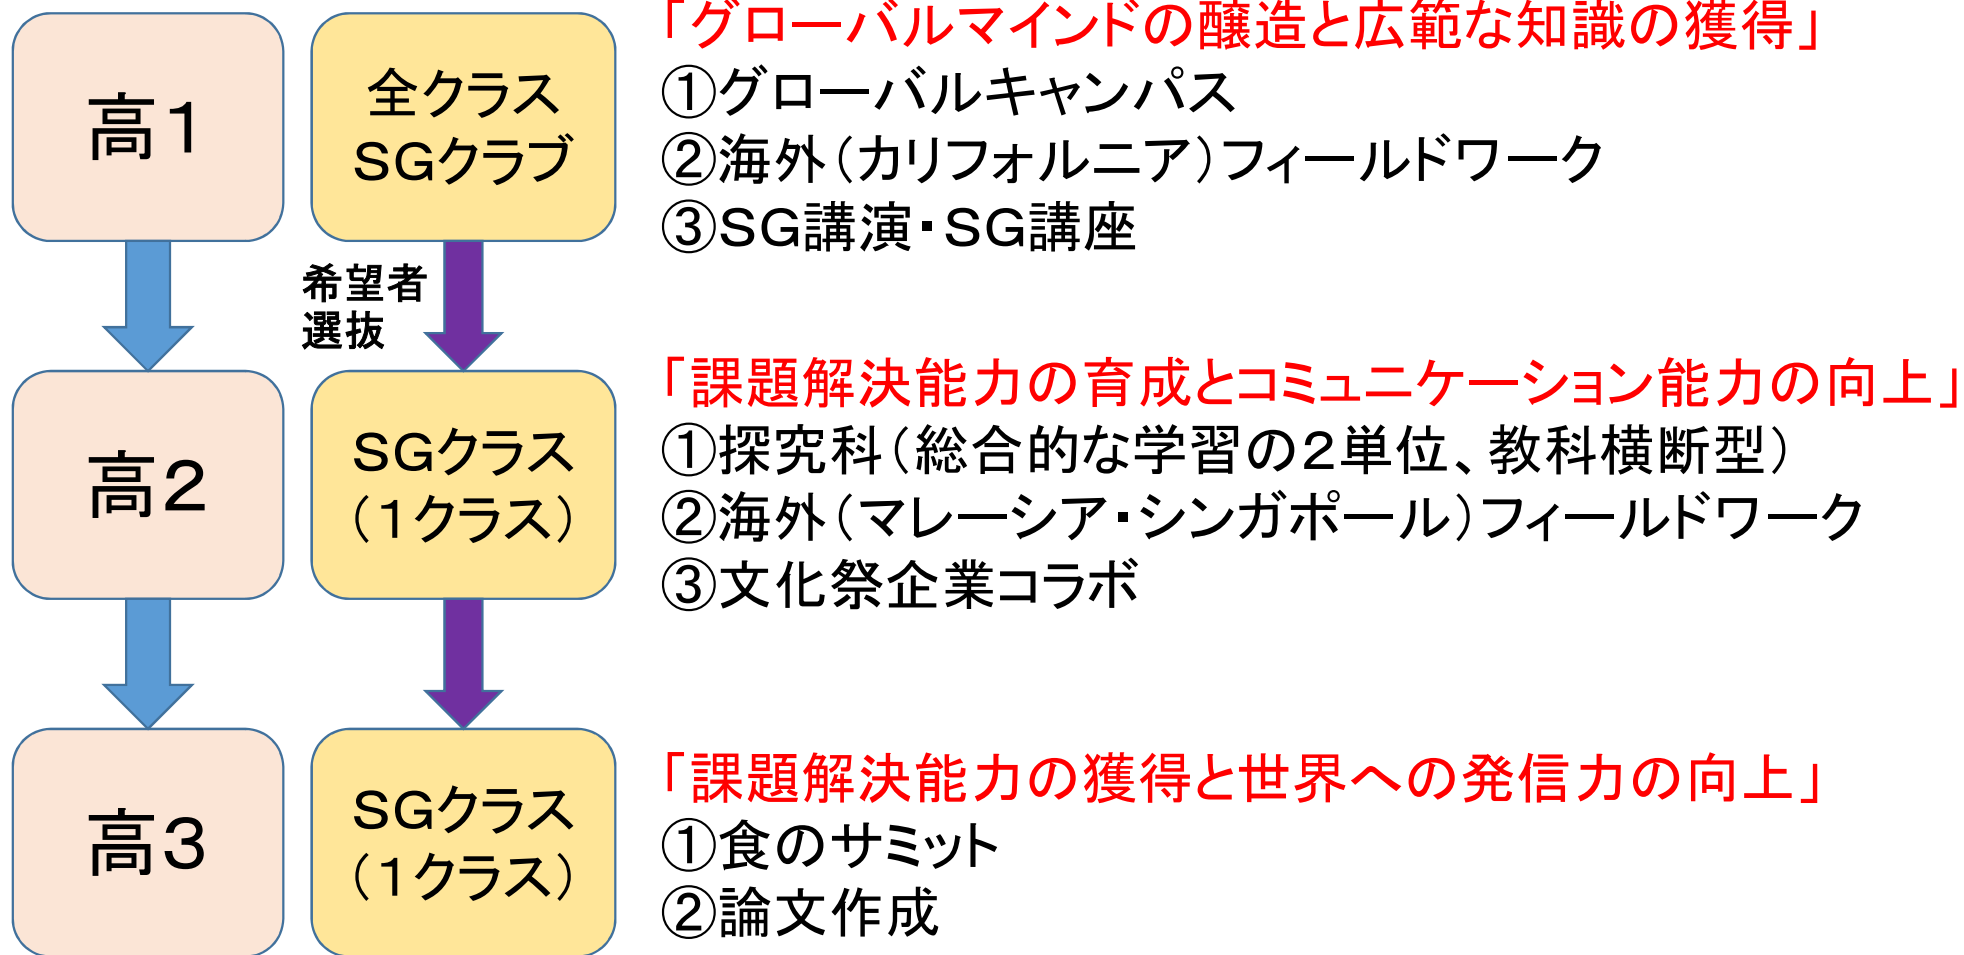 高１
全クラス
ＳＧクラブ
「グローバルマインドの醸造と広範な知識の獲得」
①グローバルキャンパス
②海外（カリフォルニア）フィールドワーク
③ＳＧ講演・ＳＧ講座
希望者
選抜
高２
ＳＧクラス
（１クラス）
「課題解決能力の育成とコミュニケーション能力の向上」
①探究科（総合的な学習の２単位、教科横断型）
②海外（マレーシア・シンガポール）フィールドワーク
③文化祭企業コラボ
高３
ＳＧクラス
（１クラス）
「課題解決能力の獲得と世界への発信力の向上」
①食のサミット
②論文作成